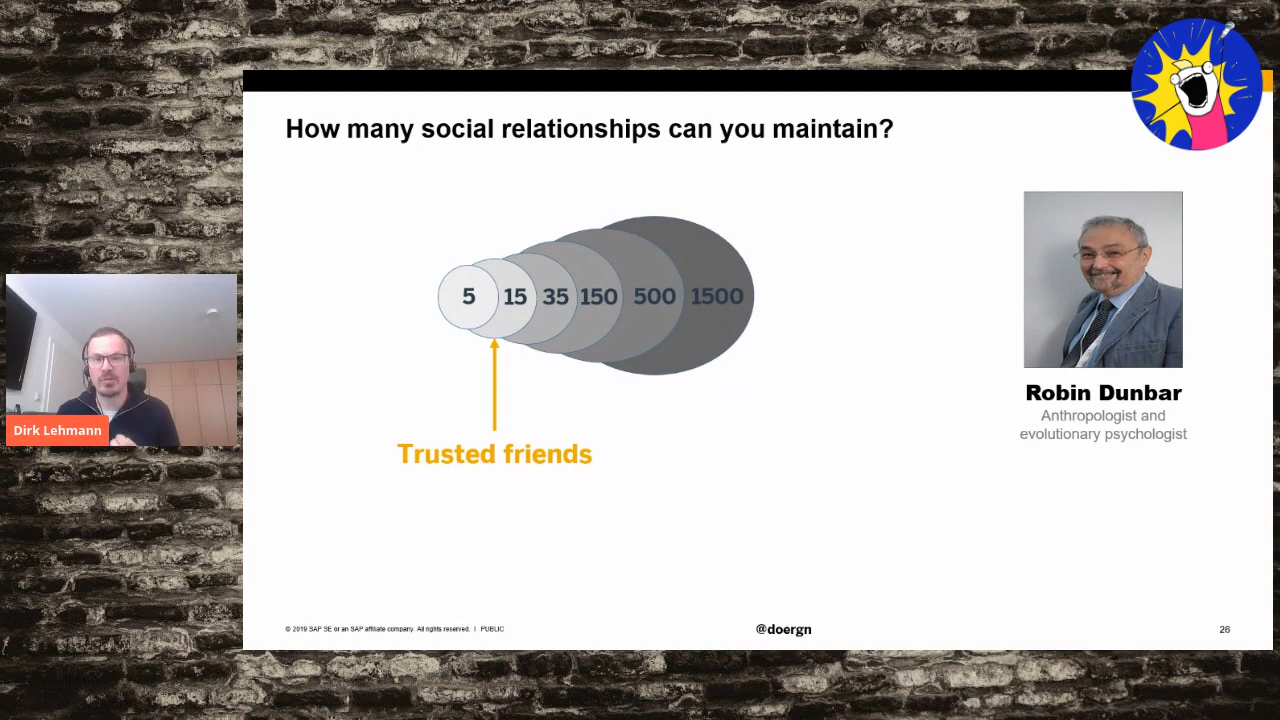 How many social relationships can you maintain?
5 15 35 150 500 1500
Trusted friends
Robin Dunbar
Anthropologist and
evolutionary psychologist
Dirk Lehmann
© 2019 SAP SE or an SAP affiliate company. All rights reserved. I PUBLIC
@doergn
26